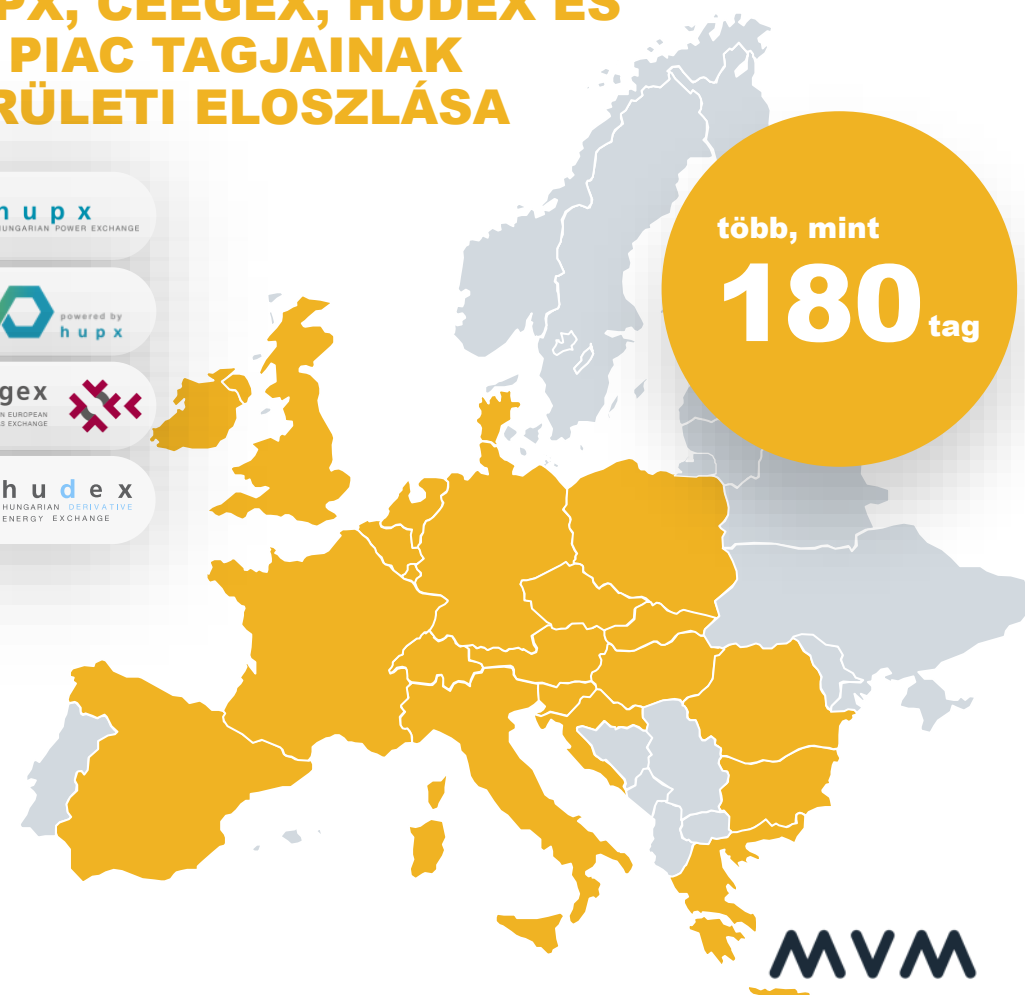 PX, CEEGEX, HUDEX ÉS
PIAC TAGJAINAK
RÜLETI ELOSZLÁSA
hupx
HUNGARIAN POWER EXCHANGE
powered by
hupx
gex
EUROPEAN
EXCHANGE
hudex
HUNGARIAN DERIVATIVE
ENERGY EXCHANGE
több, mint
180 tag
MVM